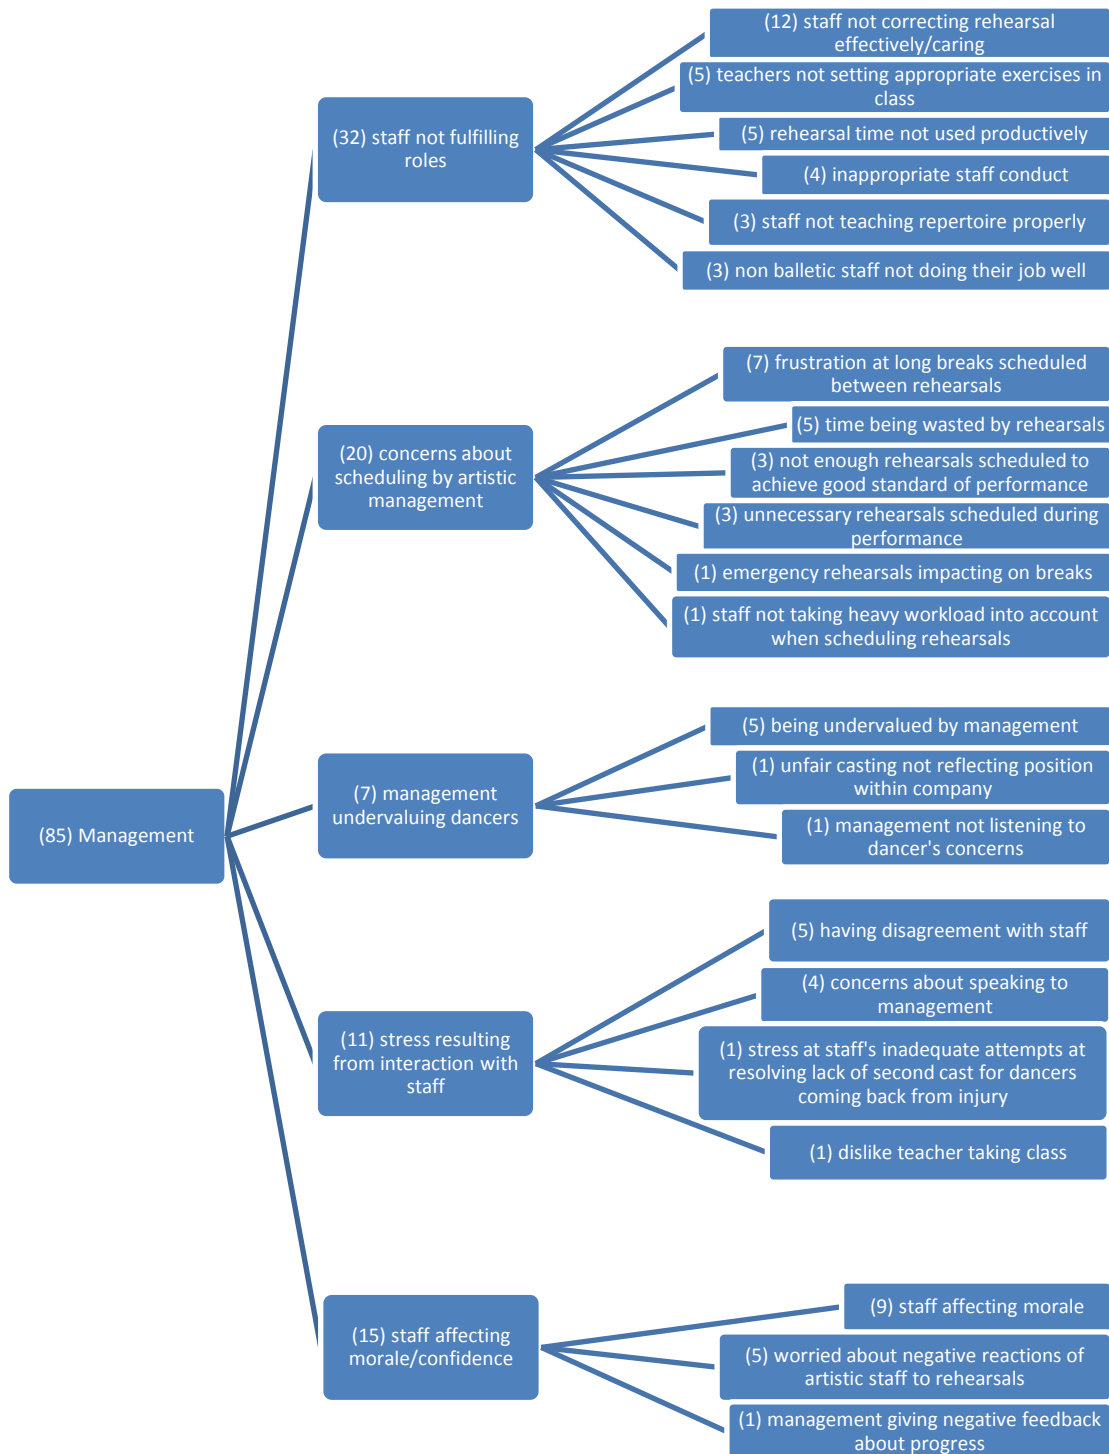 (12) staff not correcting rehearsal
effectively/caring
(5) teachers not setting appropriate exercises in
class
(32) staff not fulfilling
roles
(5) rehearsal time not used productively
(4) inappropriate staff conduct
(3) staff not teaching repertoire properly
(3) non balletic staff not doing their job well
(7) frustration at long breaks scheduled
between rehearsals
(5) time being wasted by rehearsals
(20) concerns about
scheduling by artistic
management
(3) not enough rehearsals scheduled to
achieve good standard of performance
(3) unnecessary rehearsals scheduled during
performance
(1) emergency rehearsals impacting on breaks
(1) staff not taking heavy workload into account
when scheduling rehearsals
(5) being undervalued by management
(7) management
undervaluing dancers
(1) unfair casting not reflecting position
within company
(1) management not listening to
dancer's concerns
(85) Management
(5) having disagreement with staff
(4) concerns about speaking to
management
(11) stress resulting
from interaction with
staff
(1) stress at staff's inadequate attempts at
resolving lack of second cast for dancers
coming back from injury
(1) dislike teacher taking class
(9) staff affecting morale
(15) staff affecting
morale/confidence
(5) worried about negative reactions of
artistic staff to rehearsals
(1) management giving negative feedback
about progress